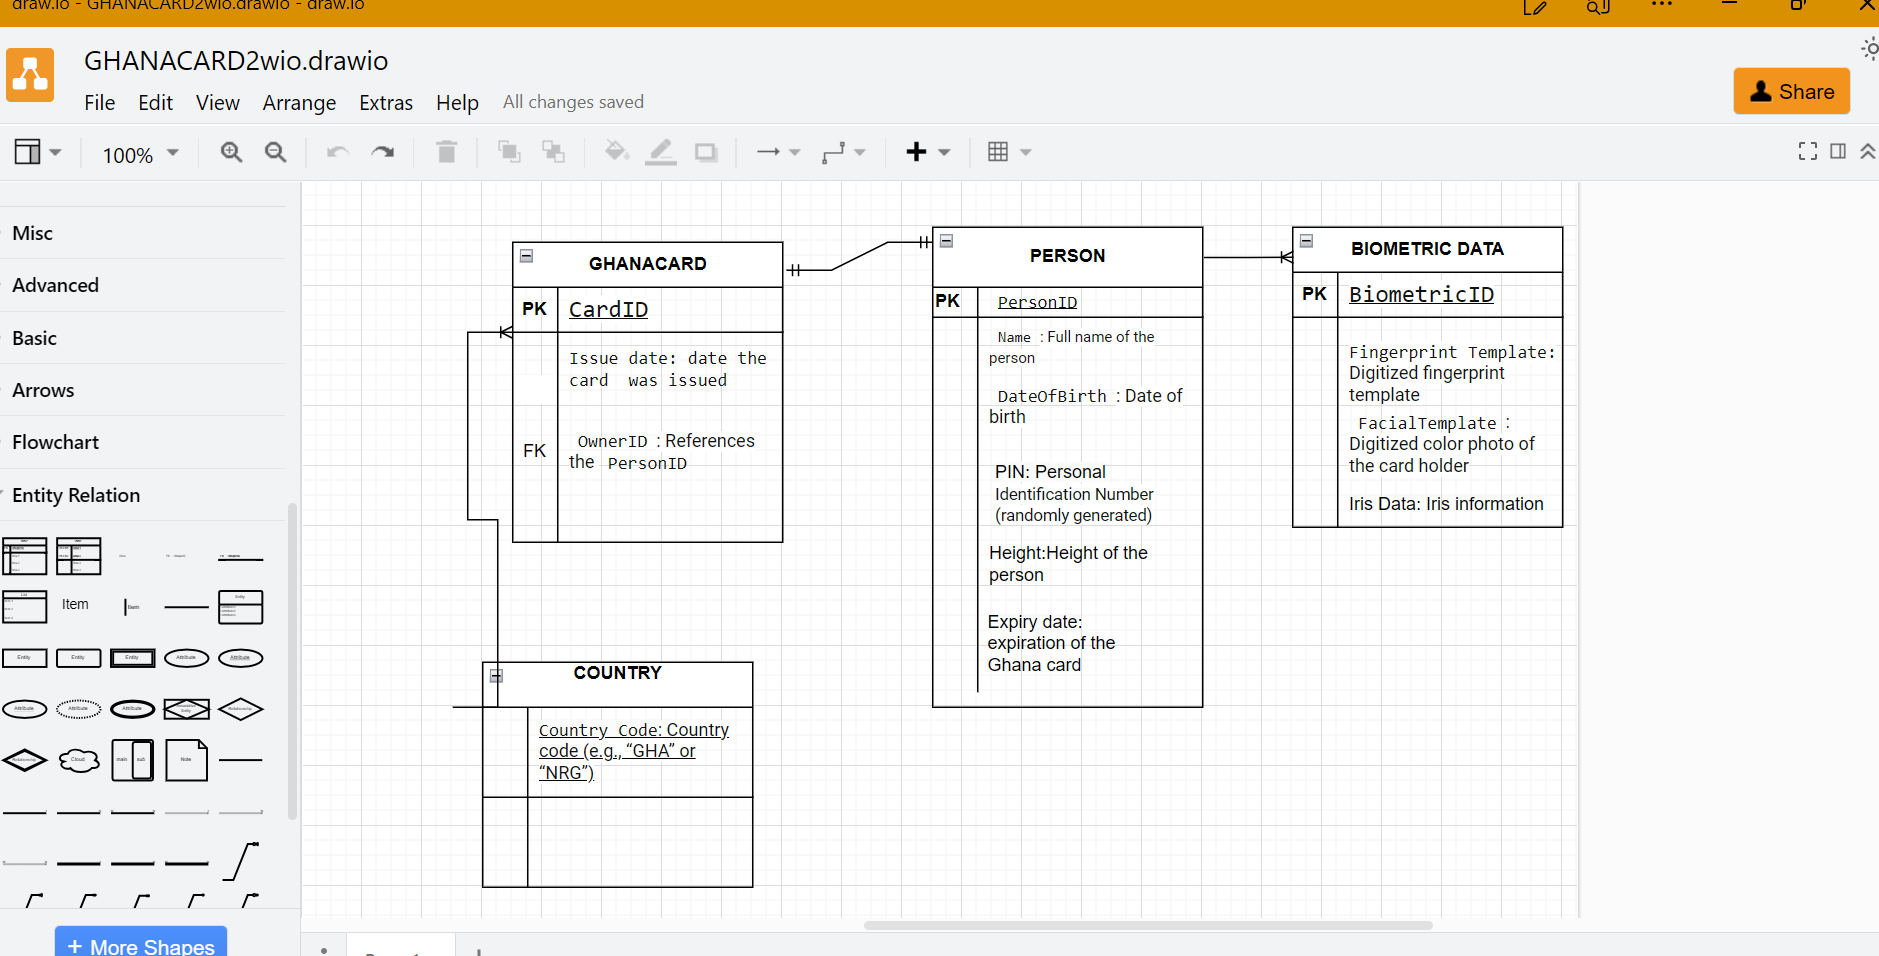 draw.io - GHANACARD2wio.drawio - draw.io
GHANACARD2wio.drawio
File Edit View Arrange Extras Help All changes saved
Share
100%
Misc
Advanced
Basic
Arrows
Flowchart
Entity Relation
Item
+ More Shapes
GHANACARD
PK CardID
Issue date: date the
card was issued
FK OwnerID : References
the PersonID
PERSON
PK PersonID
Name : Full name of the
person
DateOfBirth : Date of
birth
PIN: Personal
Identification Number
(randomly generated)
Height:Height of the
person
Expiry date:
expiration of the
Ghana card
BIOMETRIC DATA
PK BiometricID
Fingerprint Template:
Digitized fingerprint
template
FacialTemplate :
Digitized color photo of
the card holder
Iris Data: Iris information
COUNTRY
Country Code: Country
code (e.g., “GHA” or
“NRG”)